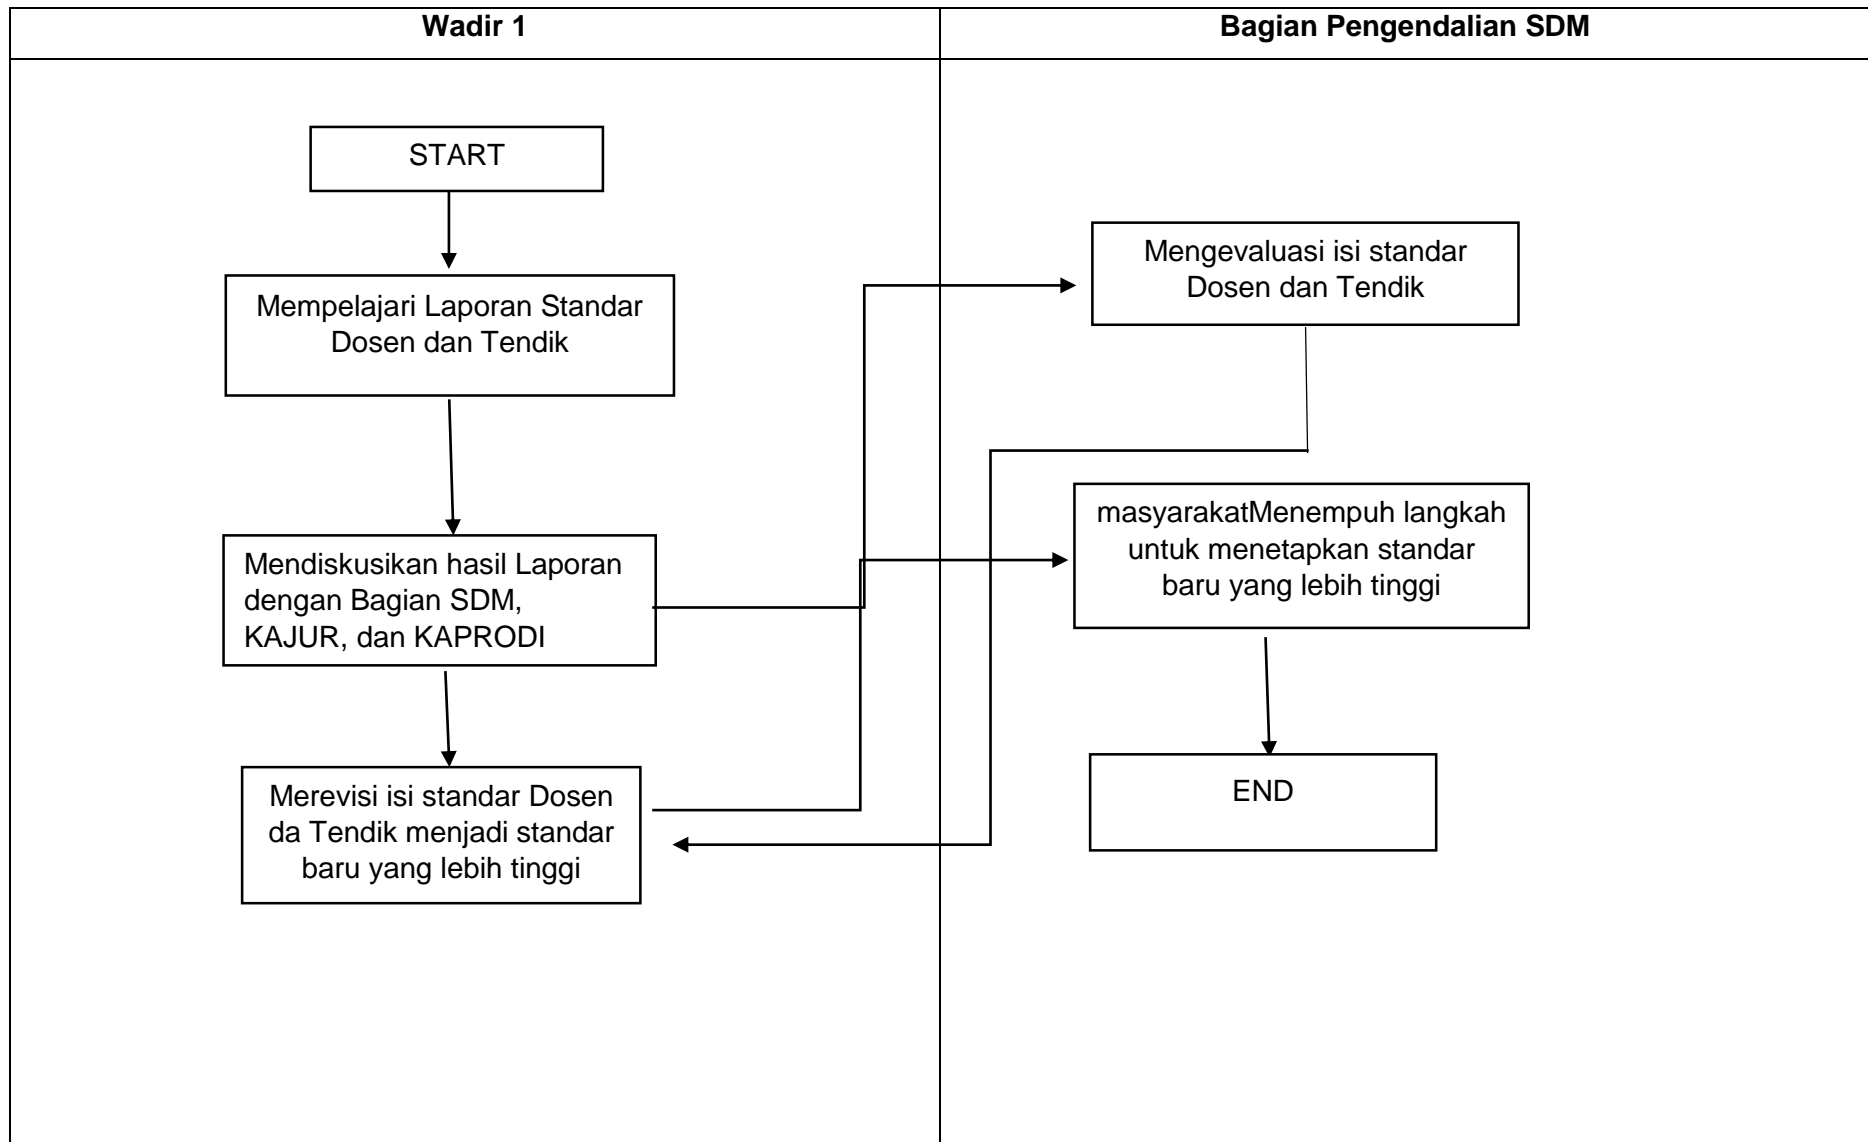 Wadir 1
Bagian Pengendalian SDM
START
Mempelajari Laporan Standar
Dosen dan Tendik
Mendiskusikan hasil Laporan
dengan Bagian SDM,
KAJUR, dan KAPRODI
Merevisi isi standar Dosen
da Tendik menjadi standar
baru yang lebih tinggi
Mengevaluasi isi standar
Dosen dan Tendik
masyarakatMenempuh langkah
untuk menetapkan standar
baru yang lebih tinggi
END